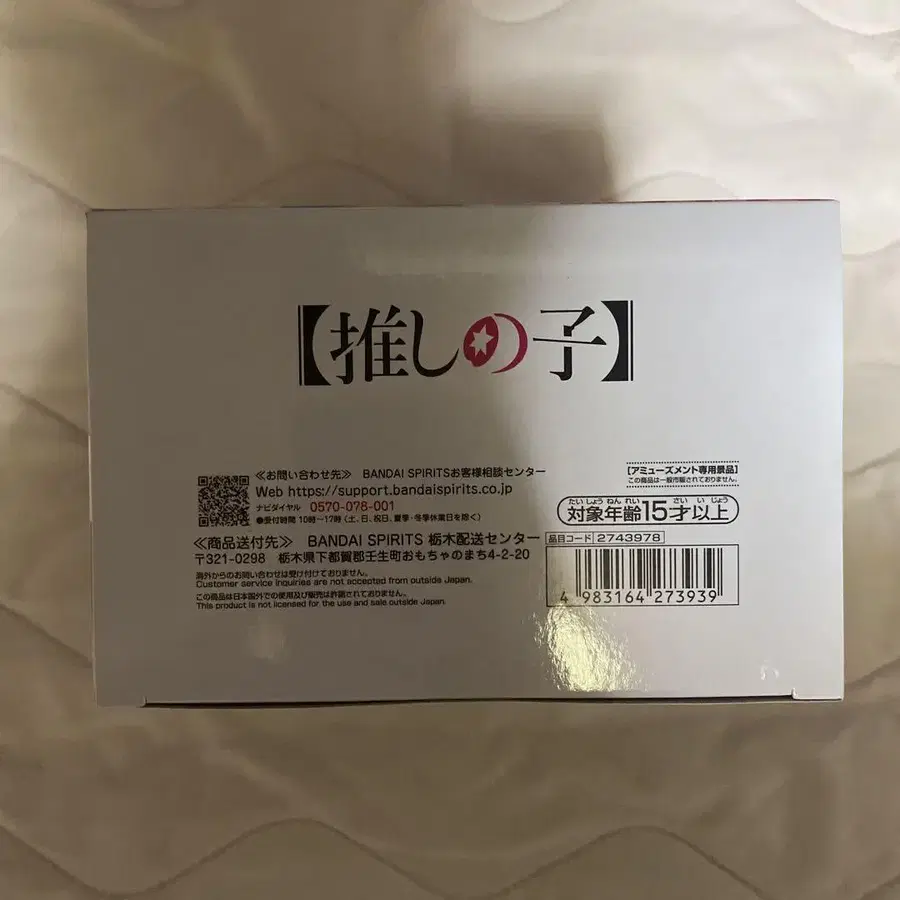 【推しの子】
≪お問い合わせ先≫ BANDAI SPIRITSお客様相談センター
Web https://support.bandaispirits.co.jp
ナビダイヤル 0570-078-001
●受付時間 10時~17時(土、日、祝日、夏季・冬季休業日を除く)
≪商品送付先≫ BANDAI SPIRITS 栃木配送センター
〒321-0298 栃木県下都賀郡壬生町おもちゃのまち4-2-20
海外からのお問い合わせは受け付けておりません。
Customer service inquiries are not accepted from outside Japan.
この商品は日本国外での使用及び販売は許諾されておりません。
This product is not licensed for the use and sale outside Japan.
【アミューズメント専用景品】
この商品は一般市販されておりません。
たいしょうねんれい さい いじょう
対象年齢15才以上
品目コード 2743978
4 983164 273939